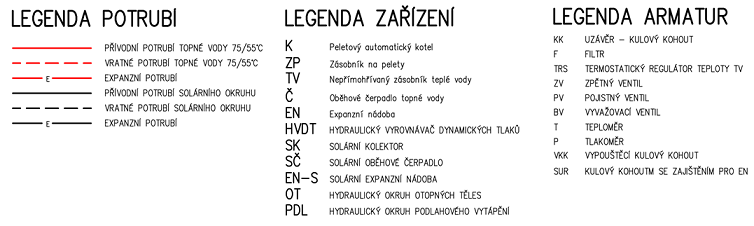 LEGENDA POTRUBÍ
PŘÍVODNÍ POTRUBÍ TOPNÉ VODY 75/55°C
VRATNÉ POTRUBÍ TOPNÉ VODY 75/55°C
E EXPANZNÍ POTRUBÍ
PŘÍVODNÍ POTRUBÍ SOLÁRNÍHO OKRUHU
VRATNÉ POTRUBÍ SOLÁRNÍHO OKRUHU
E EXPANZNÍ POTRUBÍ
LEGENDA ZAŘÍZENÍ
K Peletový automatický kotel
ZP Zásobník na pelety
TV Nepřímohřívaný zásobník teplé vody
Č Oběhové čerpadlo topné vody
EN Expanzní nádoba
HVDT HYDRAULICKÝ VYROVNÁVAČ DYNAMICKÝCH TLAKŮ
SK SOLÁRNÍ KOLEKTOR
SČ SOLÁRNÍ OBĚHOVÉ ČERPADLO
EN-S SOLÁRNÍ EXPANZNÍ NÁDOBA
OT HYDRAULICKÝ OKRUH OTOPNÝCH TĚLES
PDL HYDRAULICKÝ OKRUH PODLAHOVÉHO VYTÁPĚNÍ
LEGENDA ARMATUR
KK UZÁVĚR - KULOVÝ KOHOUT
F FILTR
TRS TERMOSTATICKÝ REGULÁTOR TEPLOTY TV
ZV ZPĚTNÝ VENTIL
PV POJISTNÝ VENTIL
BV VYVAŽOVACÍ VENTIL
T TEPLOMĚR
P TLAKOMĚR
VKK VYPOUŠTĚCÍ KULOVÝ KOHOUT
SUR KULOVÝ KOHOUTM SE ZAJIŠTĚNÍM PRO EN